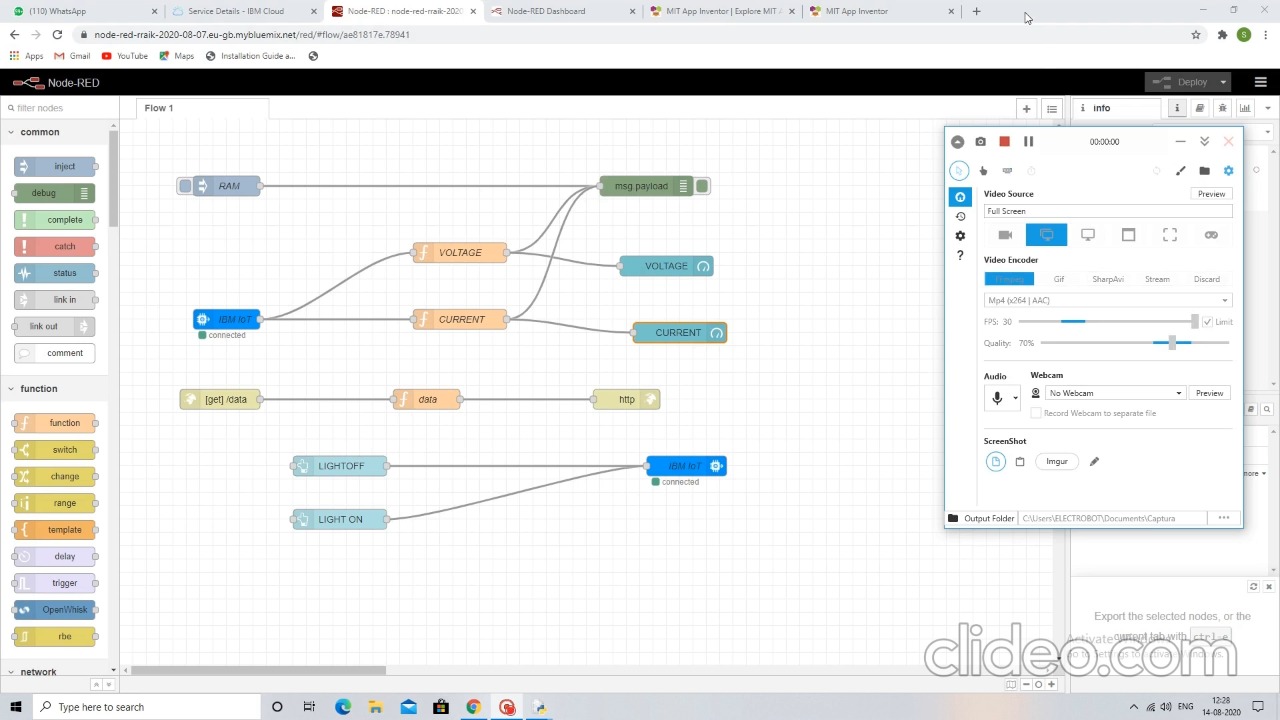 (10) WhatsApp
Service Details - IBM Cloud
Node-RED : node-red-rraik-2020
Node-RED Dashboard
MIT App Inventor | Explore MIT A
MIT App Inventor
node-red-rraik-2020-08-07.eu-gb.mybluemix.net/red/#flow/ae81817e.78941
S
Apps
Gmail
YouTube
Maps
Installation Guide a...
Node-RED
Deploy
filter nodes
Flow 1
info
common
inject
debug
complete
catch
status
link in
link out
comment
function
function
switch
change
range
template
delay
trigger
OpenWhisk
rbe
network
RAM
msg.payload
VOLTAGE
VOLTAGE
IBM IoT
connected
CURRENT
CURRENT
[get] /data
data
http
LIGHTOFF
IBM IoT
connected
LIGHT ON
00:00:00
Video Source
Preview
Full Screen
Video Encoder
FFmpeg
Gif
SharpAvi
Stream
Discard
Mp4 (x264 | AAC)
FPS: 30
Limit
Quality: 70%
Audio
Webcam
No Webcam
Preview
Record Webcam to separate file
ScreenShot
Imgur
Output Folder
C:\Users\ELECTROBOT\Documents\Captura
Export the selected nodes, or the
current tab with ctrl-e
Activate Windows
Go to Settings to activate Windows.
clideo.com
Type here to search
ENG
12:28
14-08-2020